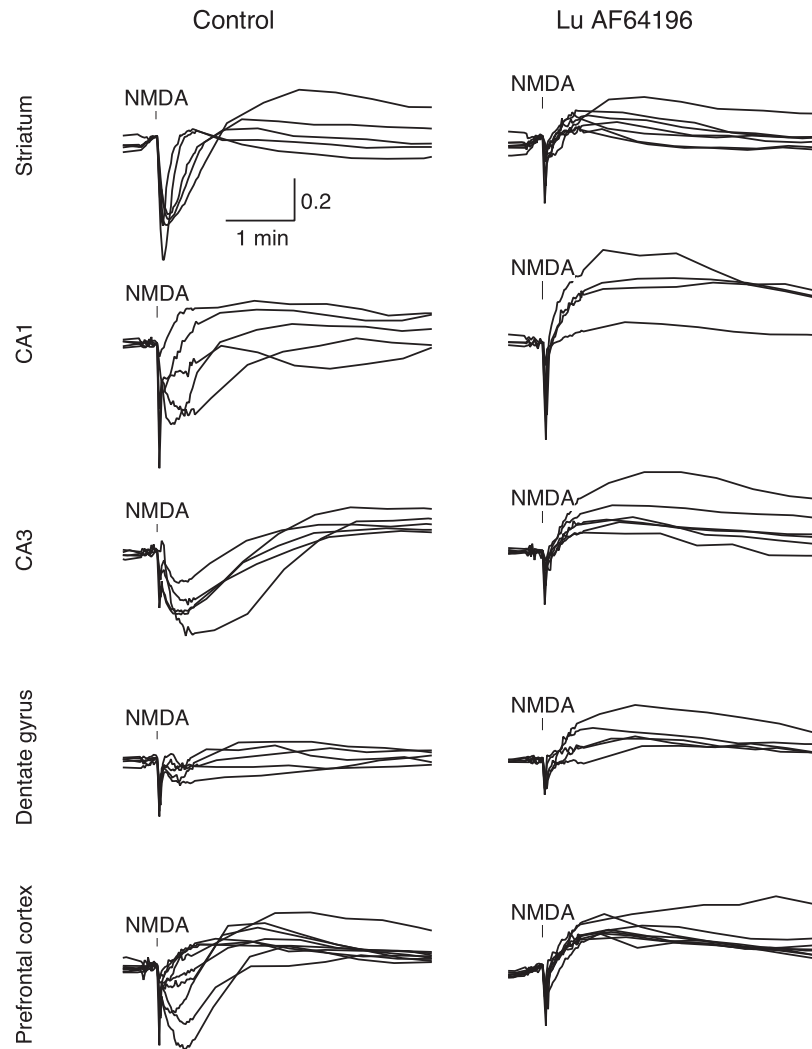 Control
Lu AF64196
Striatum
NMDA
NMDA
0.2
1 min
CA1
NMDA
NMDA
CA3
NMDA
NMDA
Dentate gyrus
NMDA
NMDA
Prefrontal cortex
NMDA
NMDA